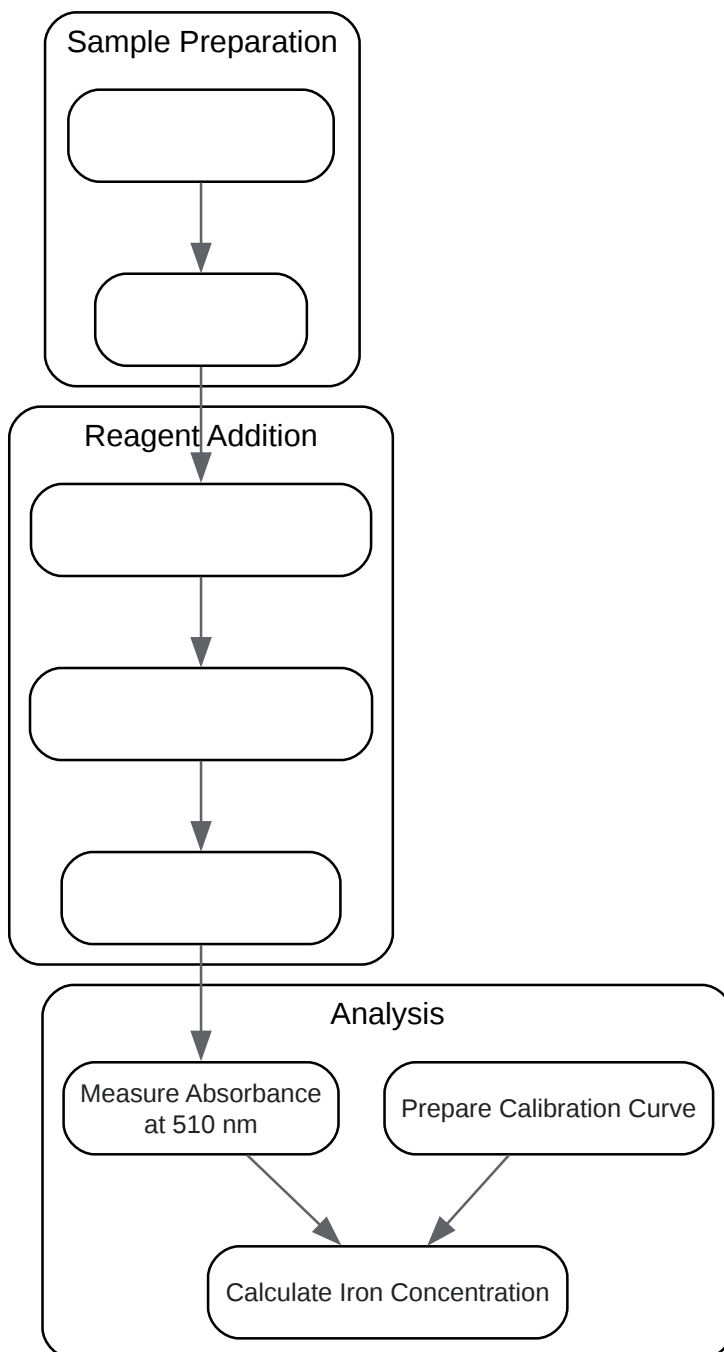 Sample Preparation
Reagent Addition
Analysis
Measure Absorbance
at 510 nm
Prepare Calibration Curve
Calculate Iron Concentration